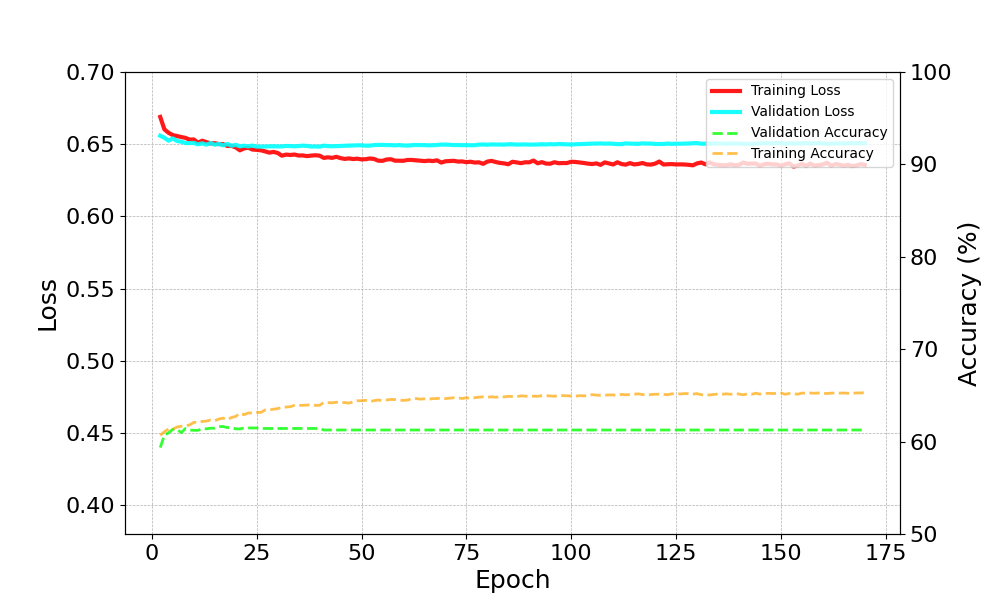 0.70
0.65
0.60
0.55
0.50
0.45
0.40
Loss
0 25 50 75 100 125 150 175
Epoch
100
90
80
70
60
50
Accuracy (%)
Training Loss
Validation Loss
Validation Accuracy
Training Accuracy